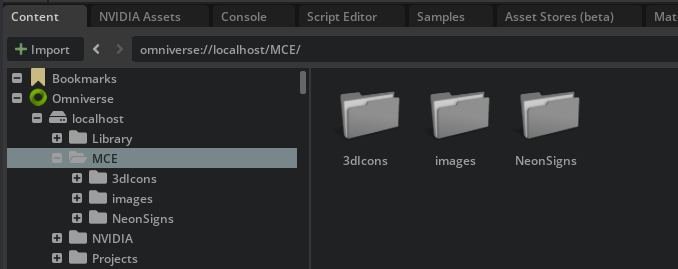 Content
NVIDIA Assets
Console
Script Editor
Samples
Asset Stores (beta)
Mat
+ Import
omniverse://localhost/MCE/
Bookmarks
Omniverse
localhost
Library
MCE
3dIcons
images
NeonSigns
NVIDIA
Projects
3dIcons
images
NeonSigns